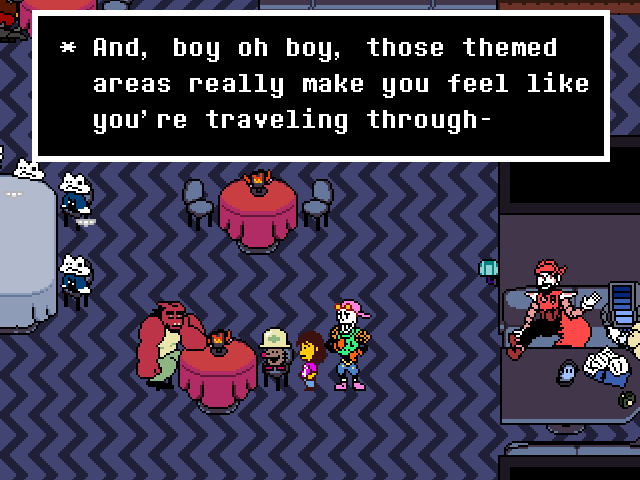 * And, boy oh boy, those themed
areas really make you feel like
you're traveling through-